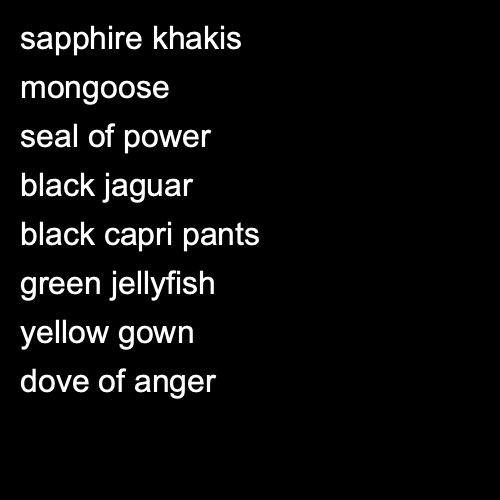 sapphire khakis
mongoose
seal of power
black jaguar
black capri pants
green jellyfish
yellow gown
dove of anger